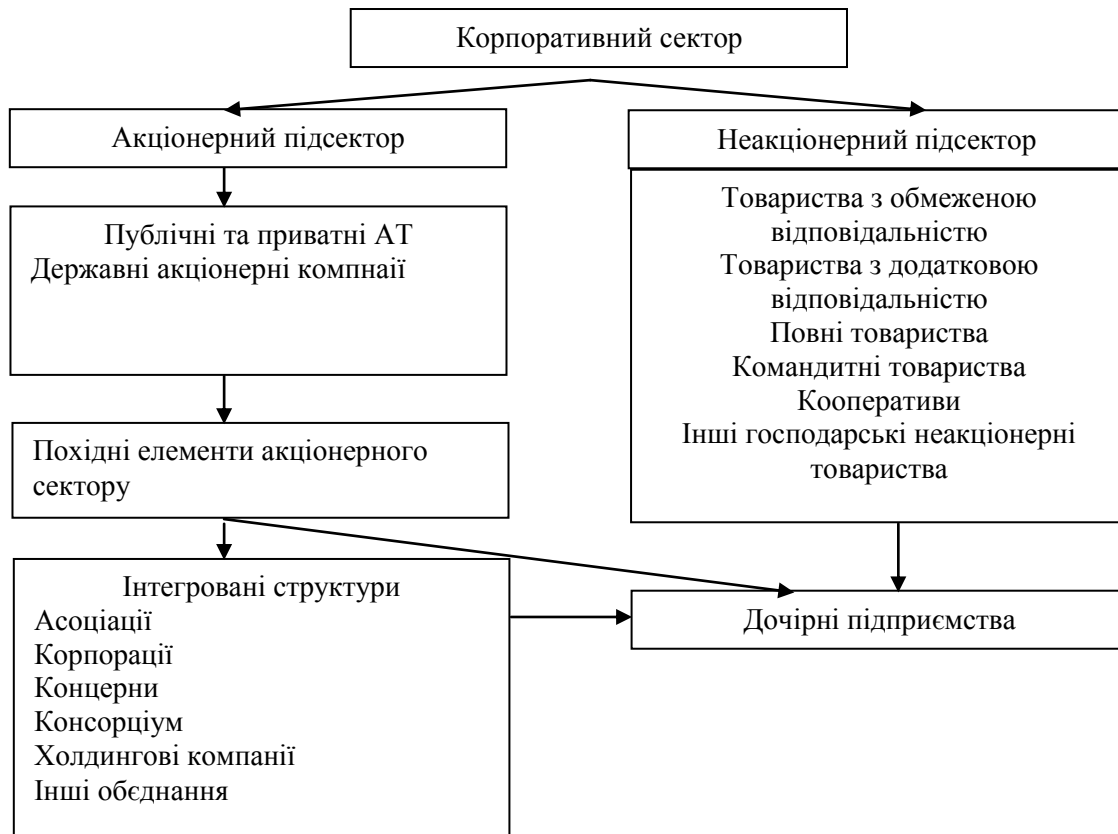 Корпоративний сектор
Акціонерний підсектор
Неакціонерний підсектор
Публічні та приватні АТ
Державні акціонерні компнаії
Товариства з обмеженою
відповідальністю
Товариства з додатковою
відповідальністю
Повні товариства
Командитні товариства
Кооперативи
Інші господарські неакціонерні
товариства
Похідні елементи акціонерного
сектору
Інтегровані структури
Асоціації
Корпорації
Концерни
Консорціум
Холдингові компанії
Інші обєднання
Дочірні підприємства